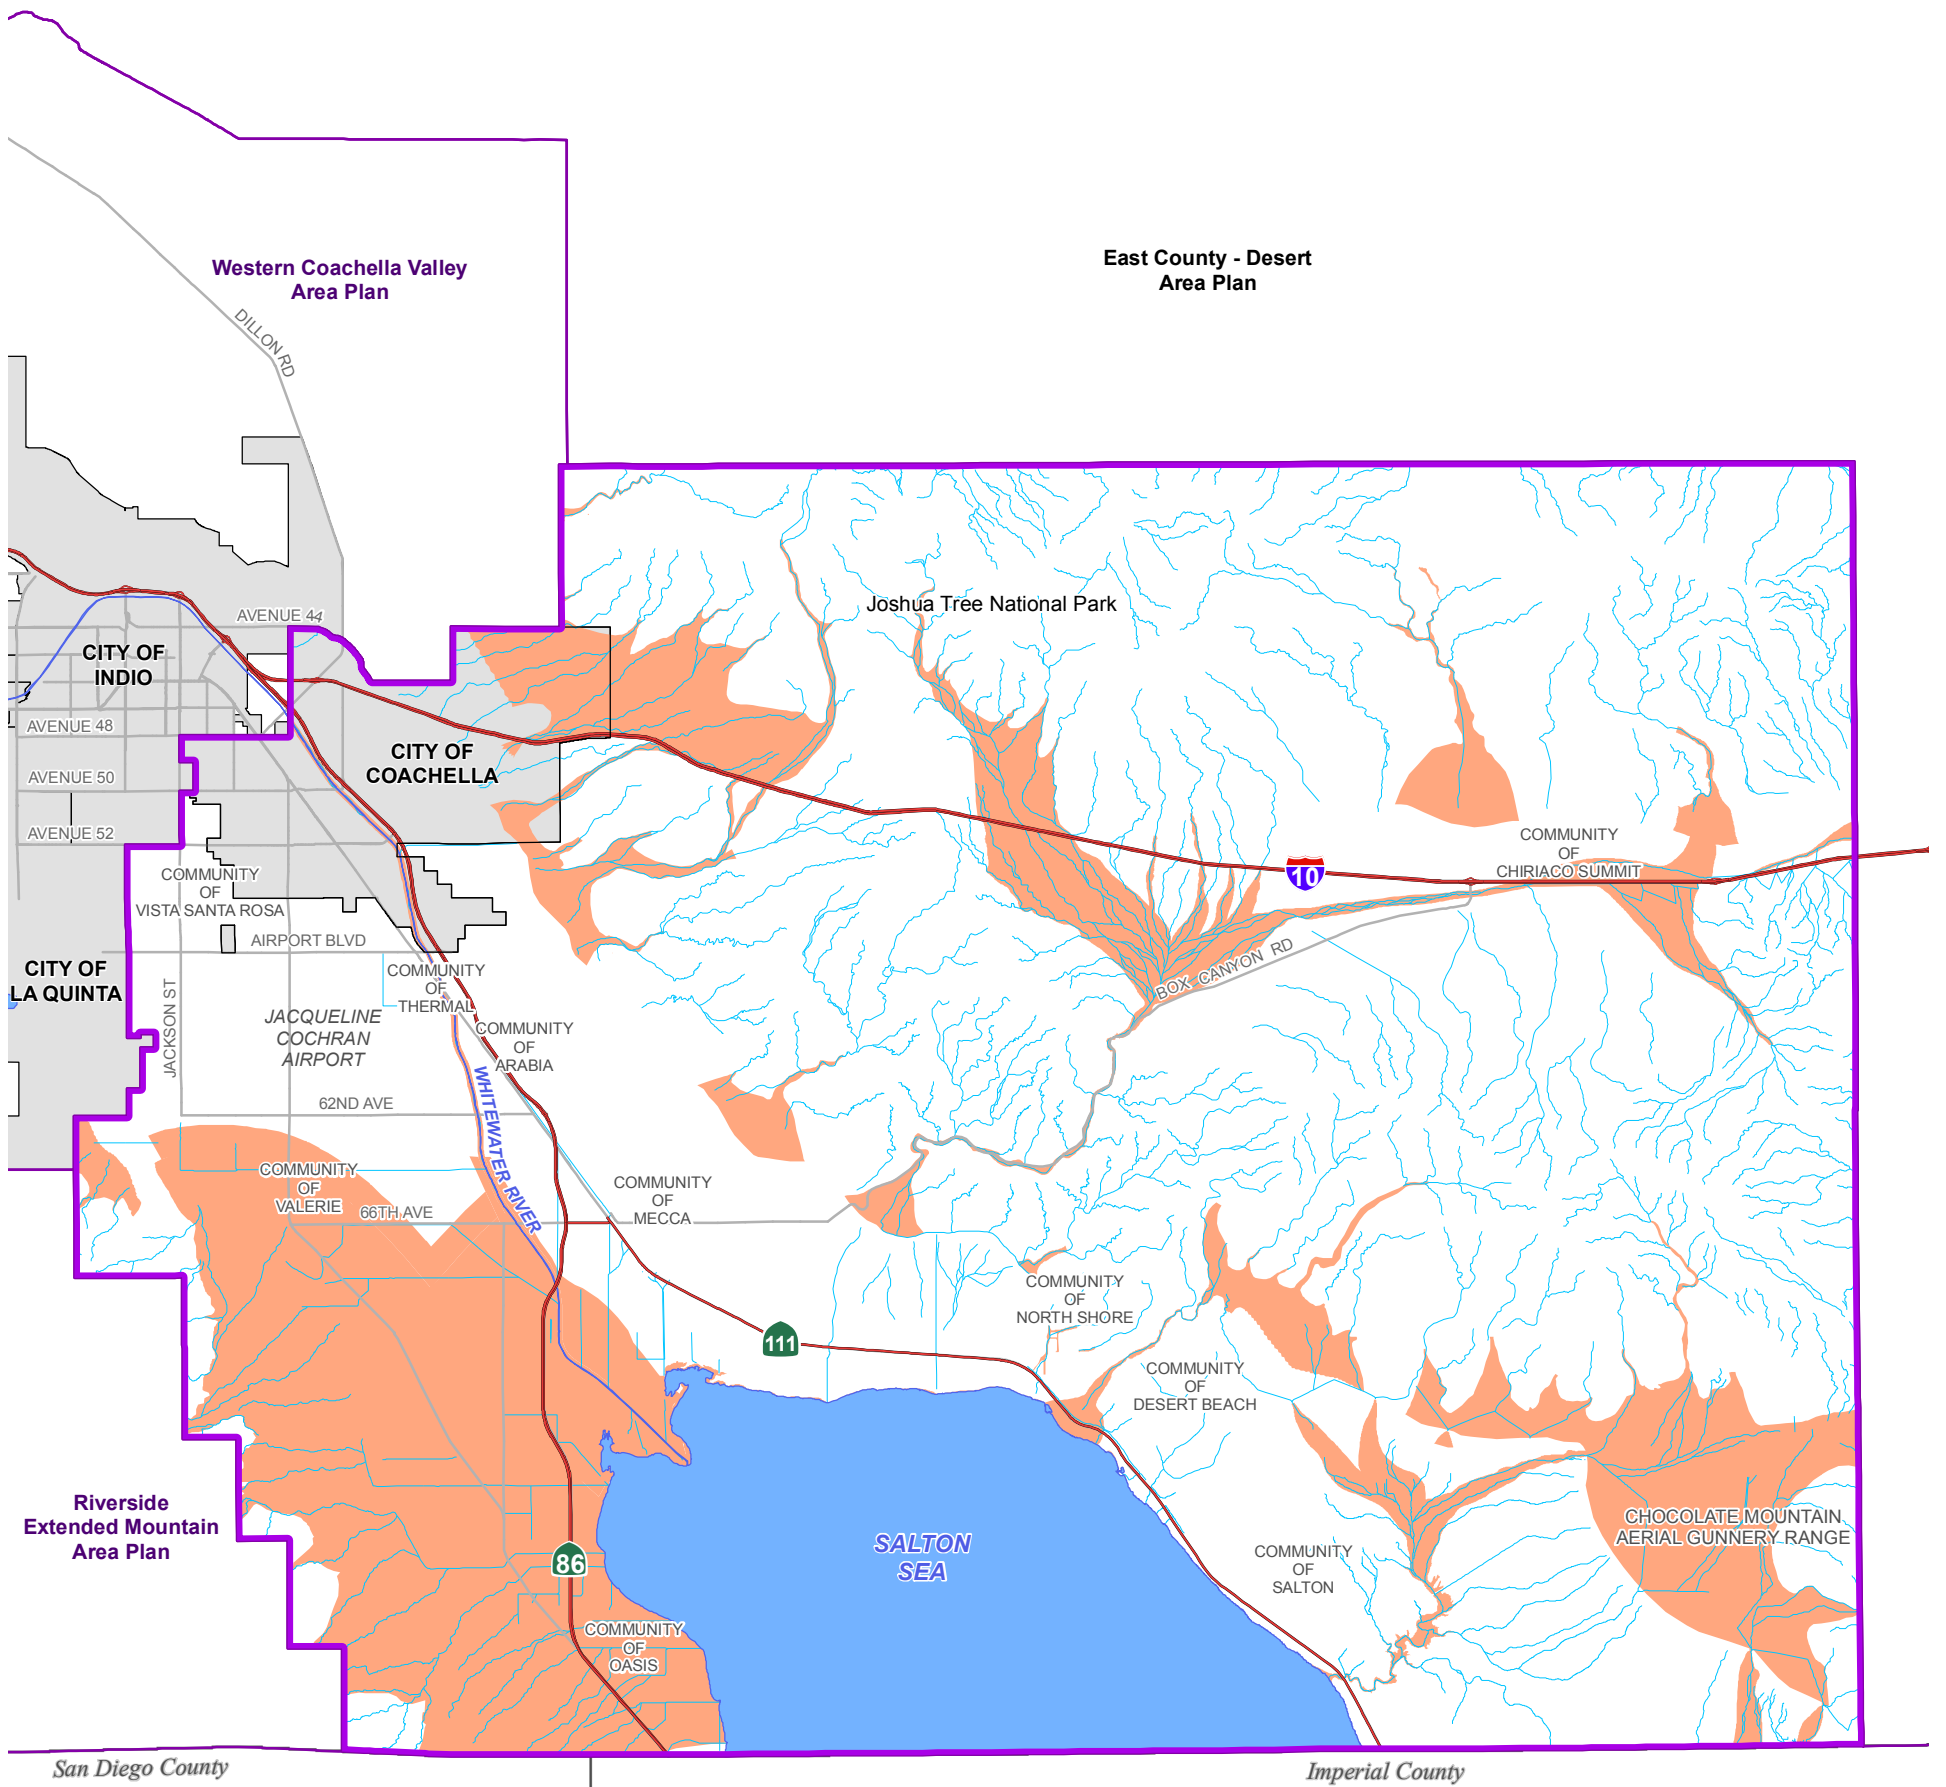 Western Coachella Valley
Area Plan
East County - Desert
Area Plan
DILLON RD
Joshua Tree National Park
AVENUE 44
CITY OF
INDIO
AVENUE 48
CITY OF
COACHELLA
AVENUE 50
AVENUE 52
COMMUNITY
OF
CHIRIACO SUMMIT
10
COMMUNITY
OF
VISTA SANTA ROSA
AIRPORT BLVD
BOX CANYON RD
CITY OF
LA QUINTA
COMMUNITY
OF
THERMAL
JACKSON ST
JACQUELINE
COCHRAN
AIRPORT
COMMUNITY
OF
ARABIA
62ND AVE
WHITEWATER RIVER
COMMUNITY
OF
VALERIE
COMMUNITY
OF
MECCA
66TH AVE
COMMUNITY
OF
NORTH SHORE
111
COMMUNITY
OF
DESERT BEACH
Riverside
Extended Mountain
Area Plan
CHOCOLATE MOUNTAIN
AERIAL GUNNERY RANGE
SALTON
SEA
86
COMMUNITY
OF
SALTON
COMMUNITY
OF
OASIS
San Diego County
Imperial County